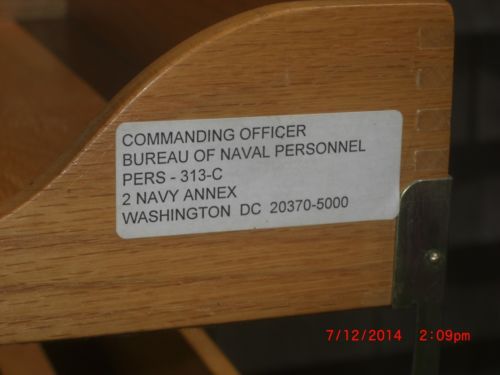 COMMANDING OFFICER
BUREAU OF NAVAL PERSONNEL
PERS - 313-C
2 NAVY ANNEX
WASHINGTON DC 20370-5000
7/12/2014 2:09pm